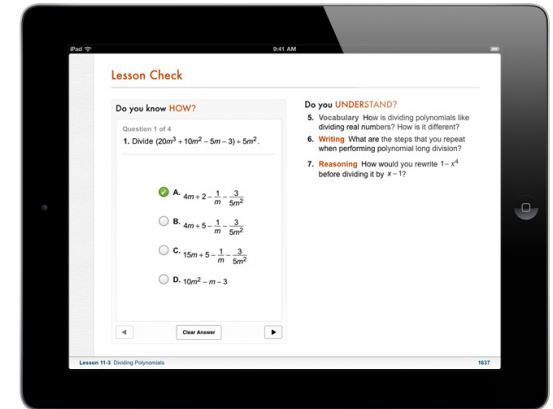 iPad
9:41 AM
Lesson Check
Do you know HOW?
Question 1 of 4
1. Divide (20m³ + 10m² – 5m – 3) ÷ 5m².
A. 4m + 2 – 1/m – 3/5m²
B. 4m + 5 – 1/m – 3/5m²
C. 15m + 5 – 1/m – 3/5m²
D. 10m² – m – 3
Clear Answer
Do you UNDERSTAND?
5. Vocabulary How is dividing polynomials like
dividing real numbers? How is it different?
6. Writing What are the steps that you repeat
when performing polynomial long division?
7. Reasoning How would you rewrite 1 – x⁴
before dividing it by x – 1?
Lesson 11-3 Dividing Polynomials
1637